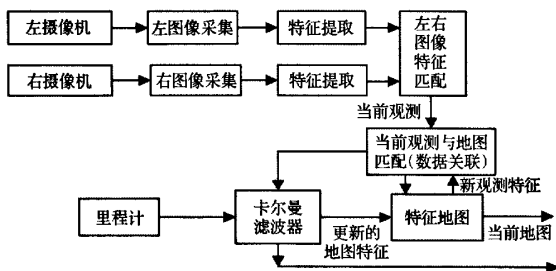 左摄像机
左图像采集
特征提取
左右
图像
特征
匹配
右摄像机
右图像采集
特征提取
当前观测
当前观测与地图
匹配(数据关联)
新观测特征
里程计
卡尔曼
滤波器
更新的
地图特征
特征地图
当前地图